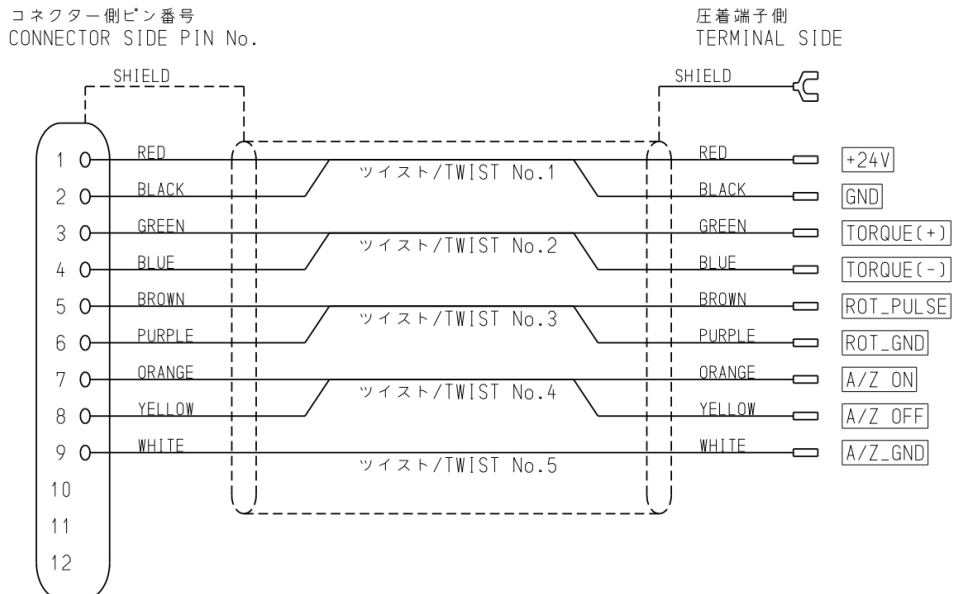 コネクター側ピン番号
CONNECTOR SIDE PIN No.
圧着端子側
TERMINAL SIDE
SHIELD
SHIELD
1 RED RED +24V
ツイスト/TWIST No.1
2 BLACK BLACK GND
3 GREEN GREEN TORQUE(+)
ツイスト/TWIST No.2
4 BLUE BLUE TORQUE(-)
5 BROWN BROWN ROT_PULSE
ツイスト/TWIST No.3
6 PURPLE PURPLE ROT_GND
7 ORANGE ORANGE A/Z ON
ツイスト/TWIST No.4
8 YELLOW YELLOW A/Z OFF
9 WHITE WHITE A/Z_GND
ツイスト/TWIST No.5
10
11
12